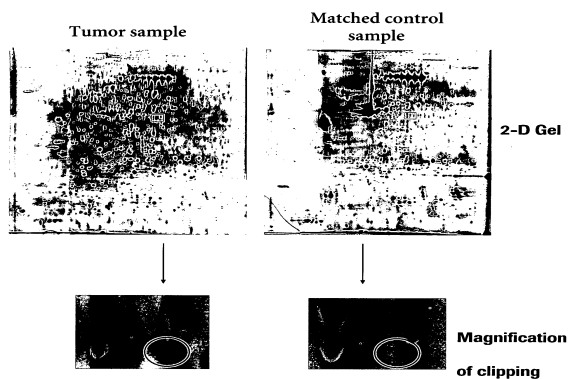 Tumor sample
Matched control
sample
2-D Gel
Magnification
of clipping